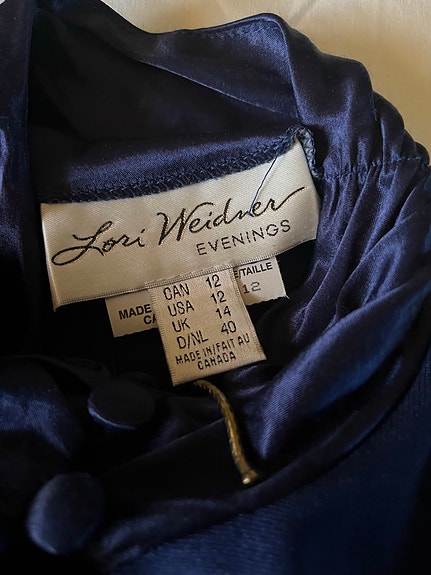 Lori Weidner
EVENINGS
MADE
CA
E/TAILLE
12
CAN 12
USA 12
UK 14
D/NL 40
MADE IN/FAIT AU
CANADA